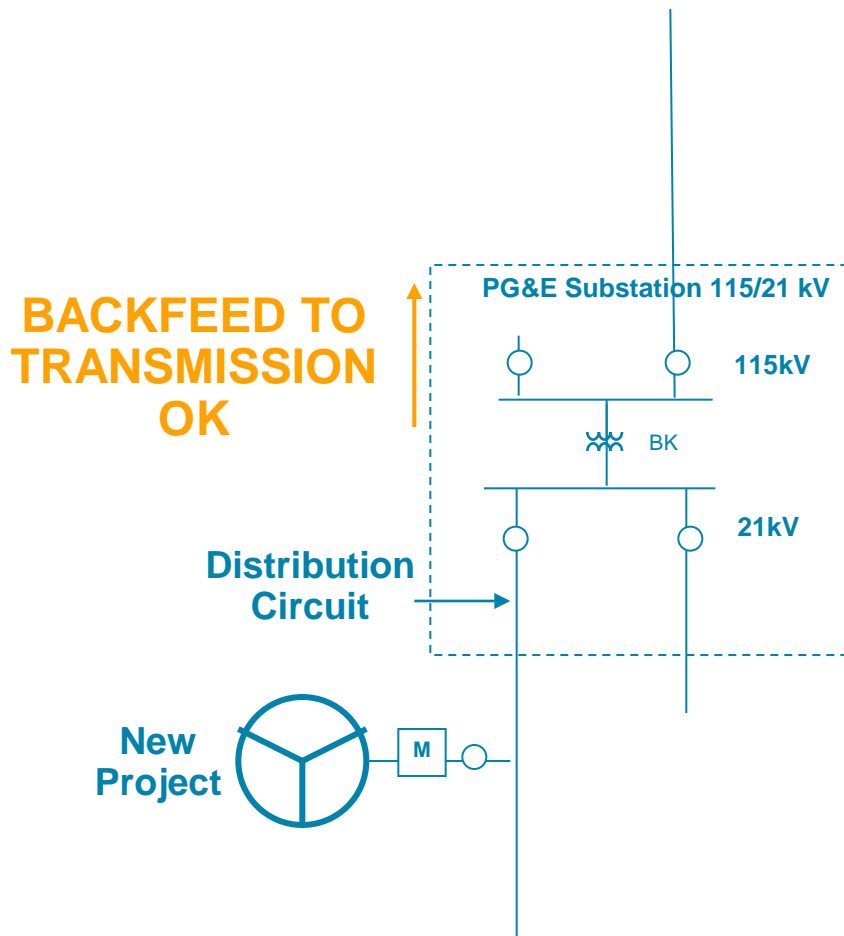 PG&E Substation 115/21 kV
BACKFEED TO
TRANSMISSION
OK
115kV
BK
21kV
Distribution
Circuit
New
Project
M